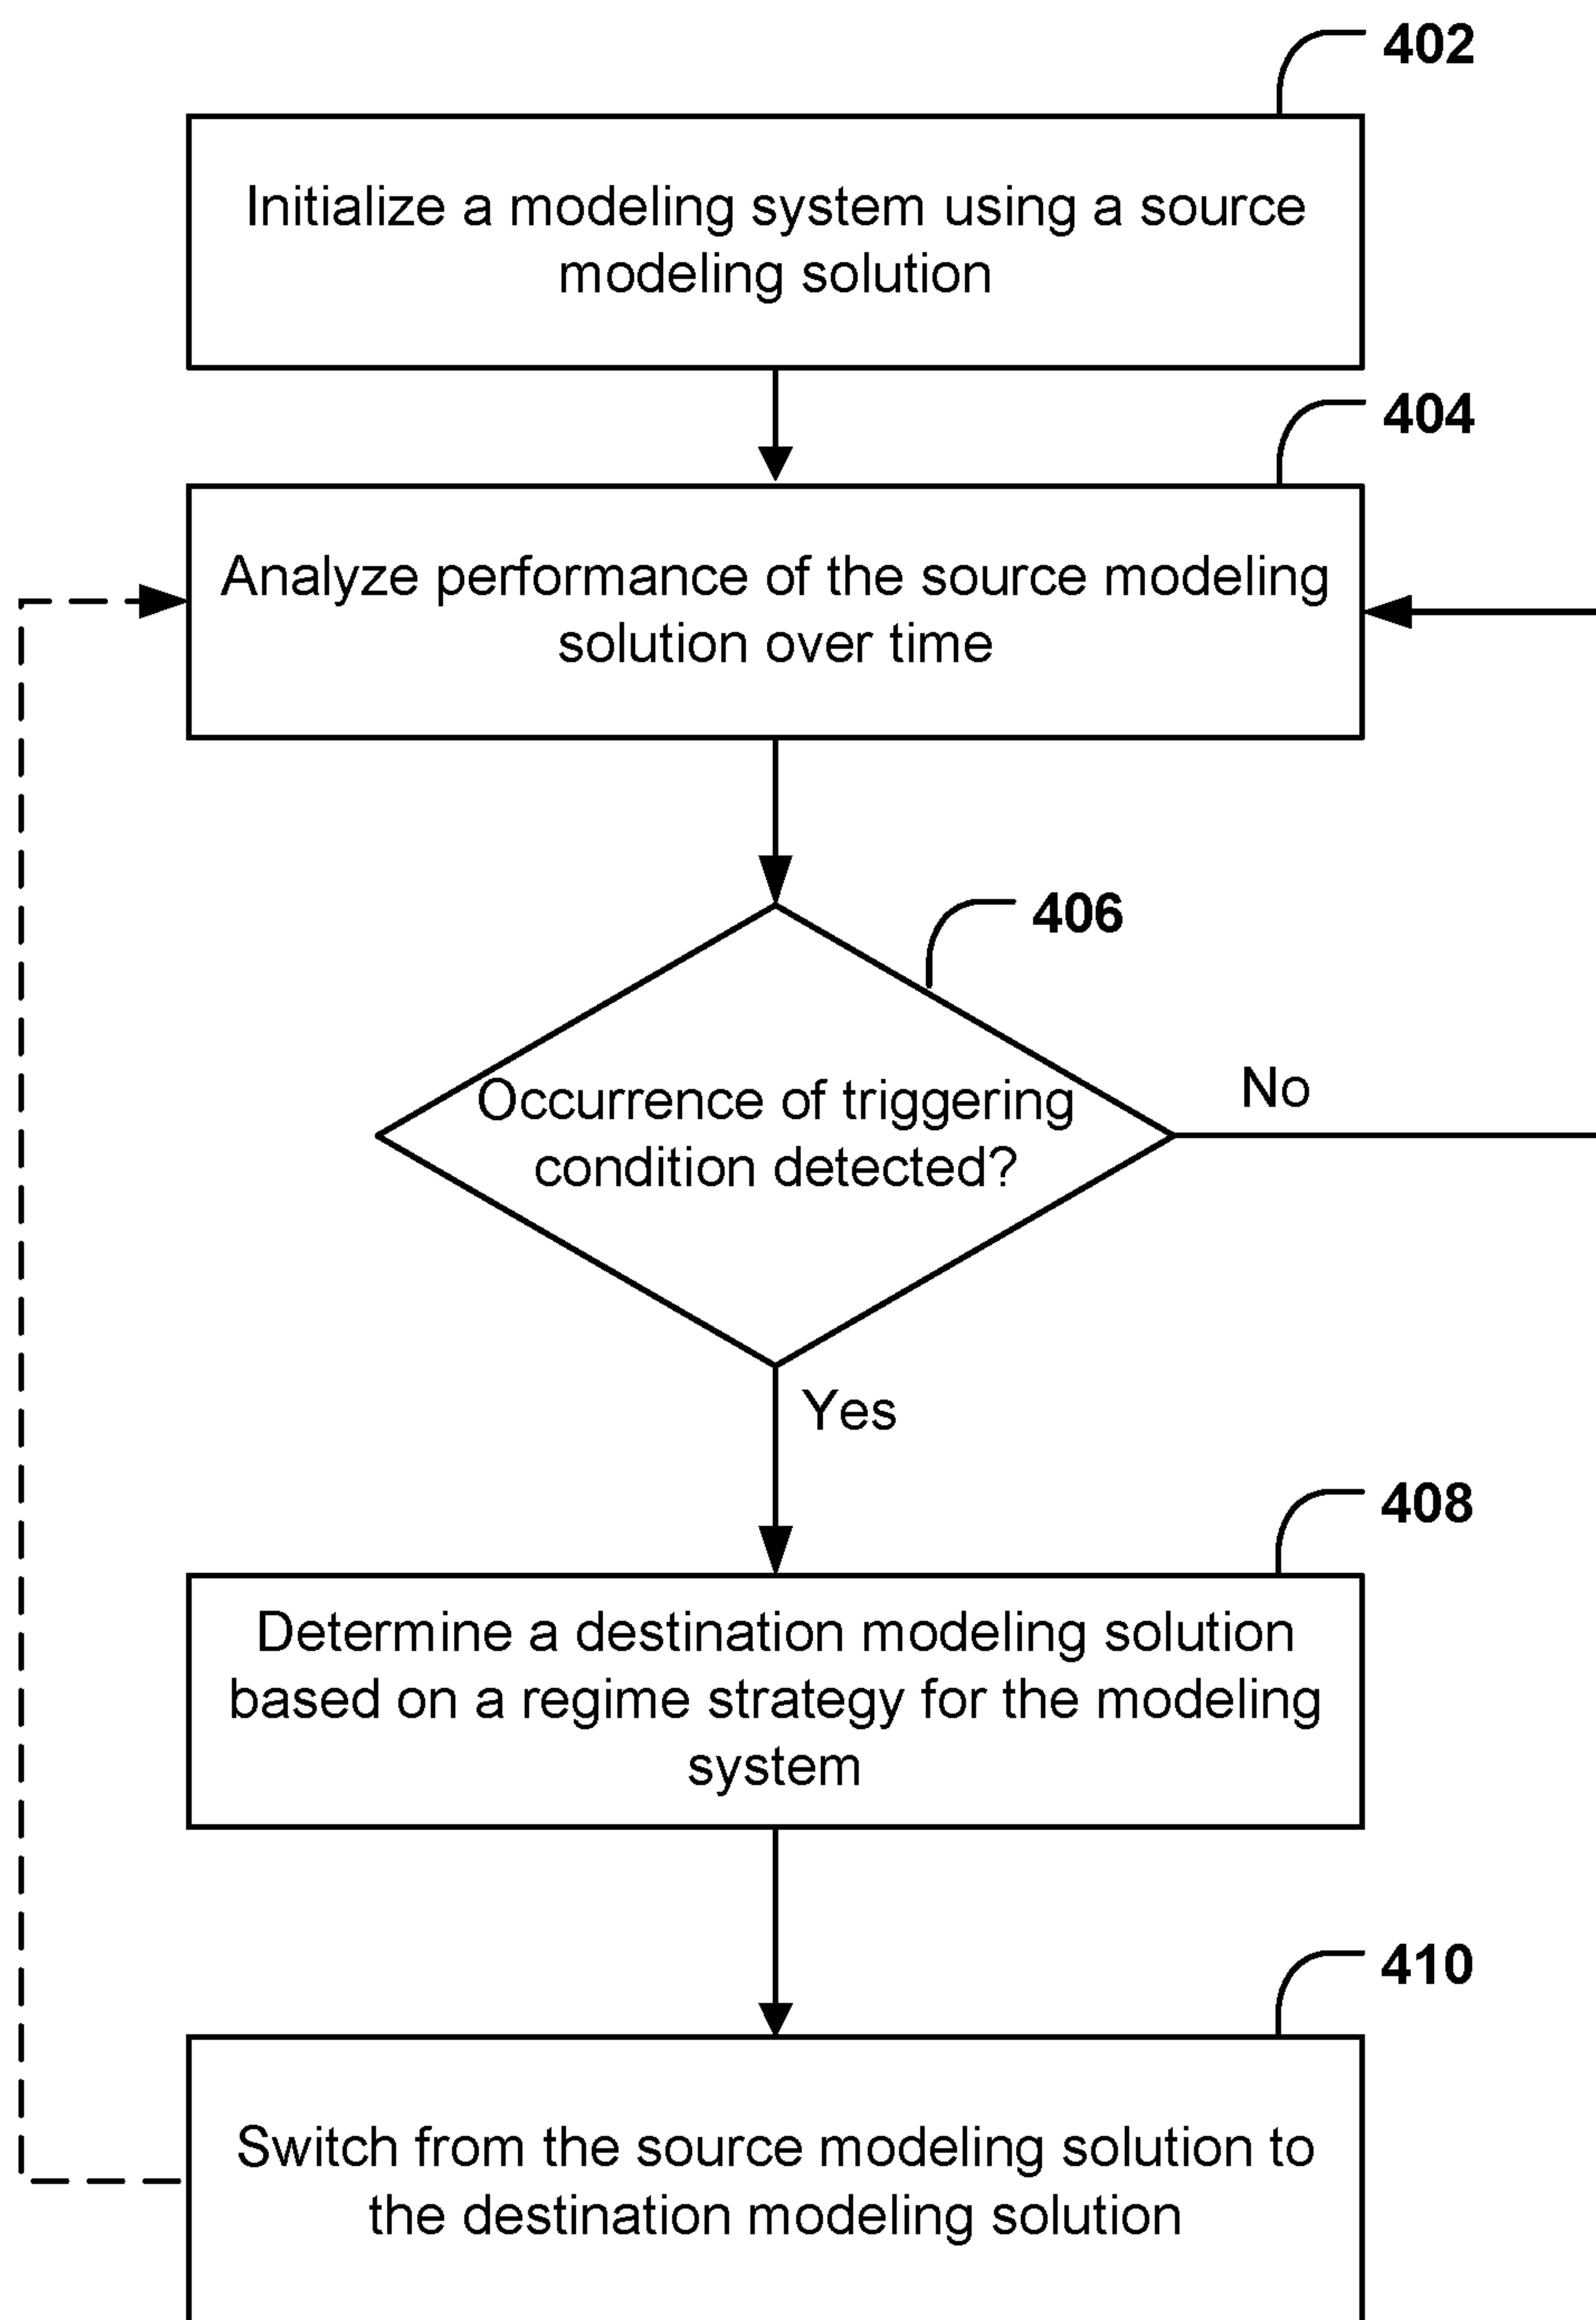 402
Initialize a modeling system using a source
modeling solution
404
Analyze performance of the source modeling
solution over time
406
Occurrence of triggering
condition detected?
No
Yes
408
Determine a destination modeling solution
based on a regime strategy for the modeling
system
410
Switch from the source modeling solution to
the destination modeling solution